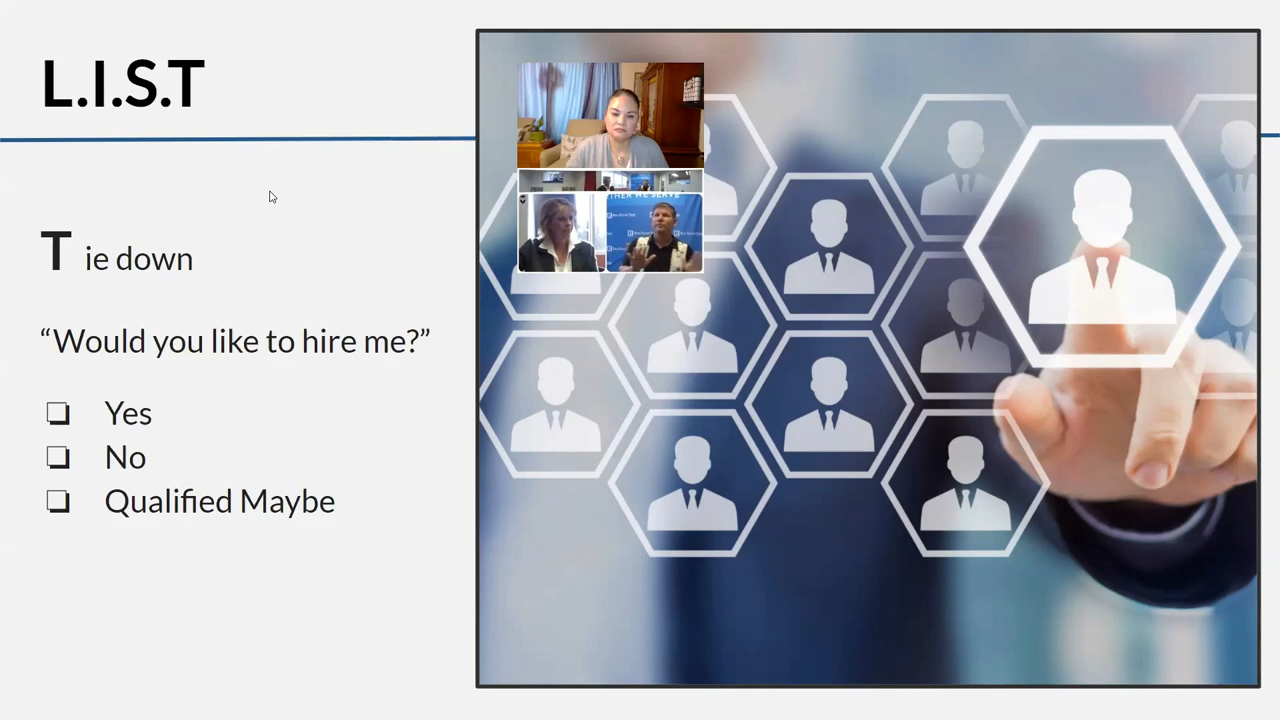 L.I.S.T
T ie down
“Would you like to hire me?”
❏ Yes
❏ No
❏ Qualified Maybe